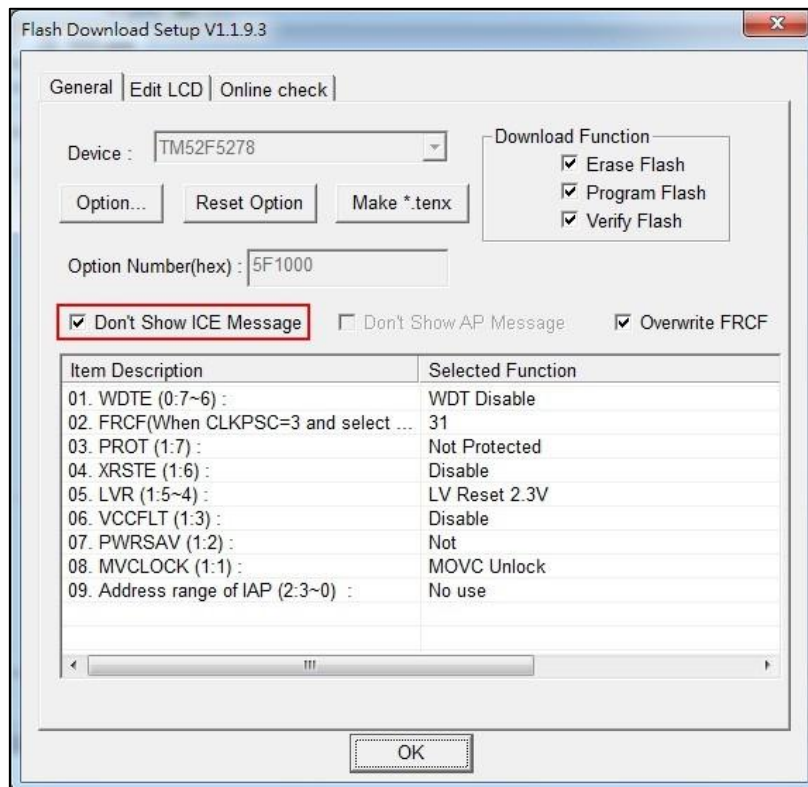 Flash Download Setup V1.1.9.3
General Edit LCD Online check
Device : TM52F5278
Download Function
Erase Flash
Program Flash
Verify Flash
Option... Reset Option Make *.tenx
Option Number(hex) : 5F1000
Don't Show ICE Message Don't Show AP Message Overwrite FRCF
Item Description Selected Function
01. WDTE (0:7~6) : WDT Disable
02. FRCF(When CLKPSC=3 and select ... 31
03. PROT (1:7) : Not Protected
04. XRSTE (1:6) : Disable
05. LVR (1:5~4) : LV Reset 2.3V
06. VCCFLT (1:3) : Disable
07. PWRSAV (1:2) : Not
08. MVCLOCK (1:1) : MOVC Unlock
09. Address range of IAP (2:3~0) : No use
OK